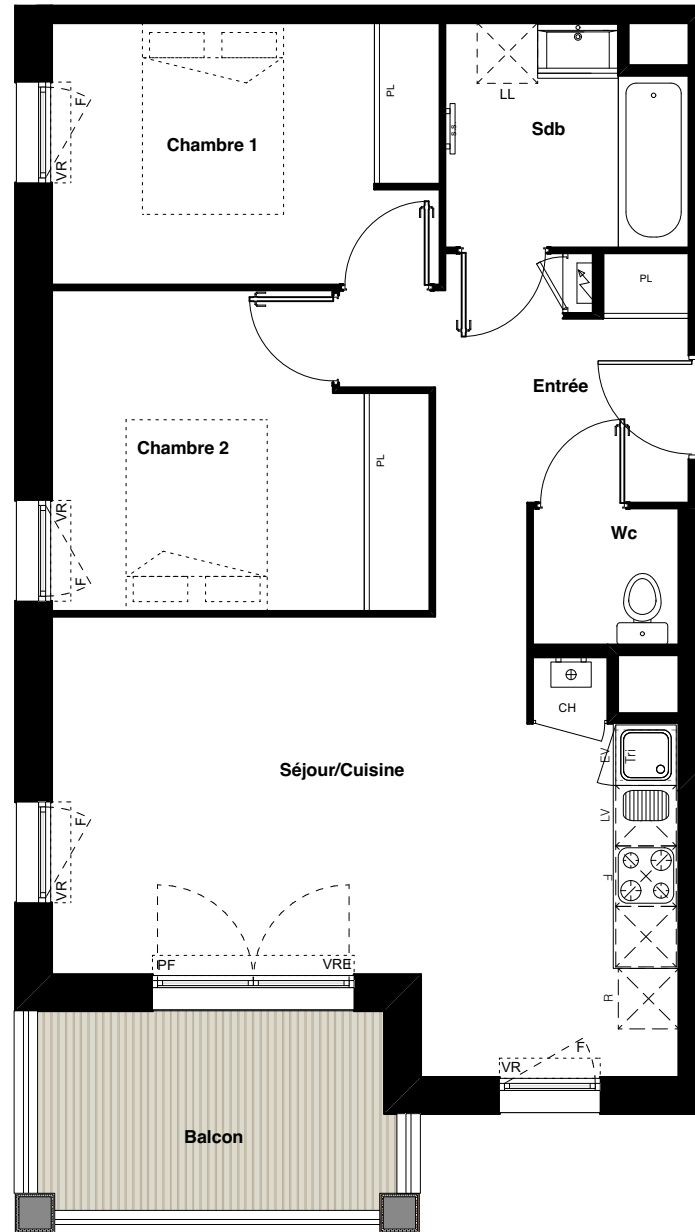 PL
LL
Sdb
s.s.
Chambre 1
F
VR
PL
Entrée
Chambre 2
PL
VR
F
Wc
CH
Séjour/Cuisine
EV
Tri
LV
F
VR
F
PF
VRE
R
VR
F
Balcon